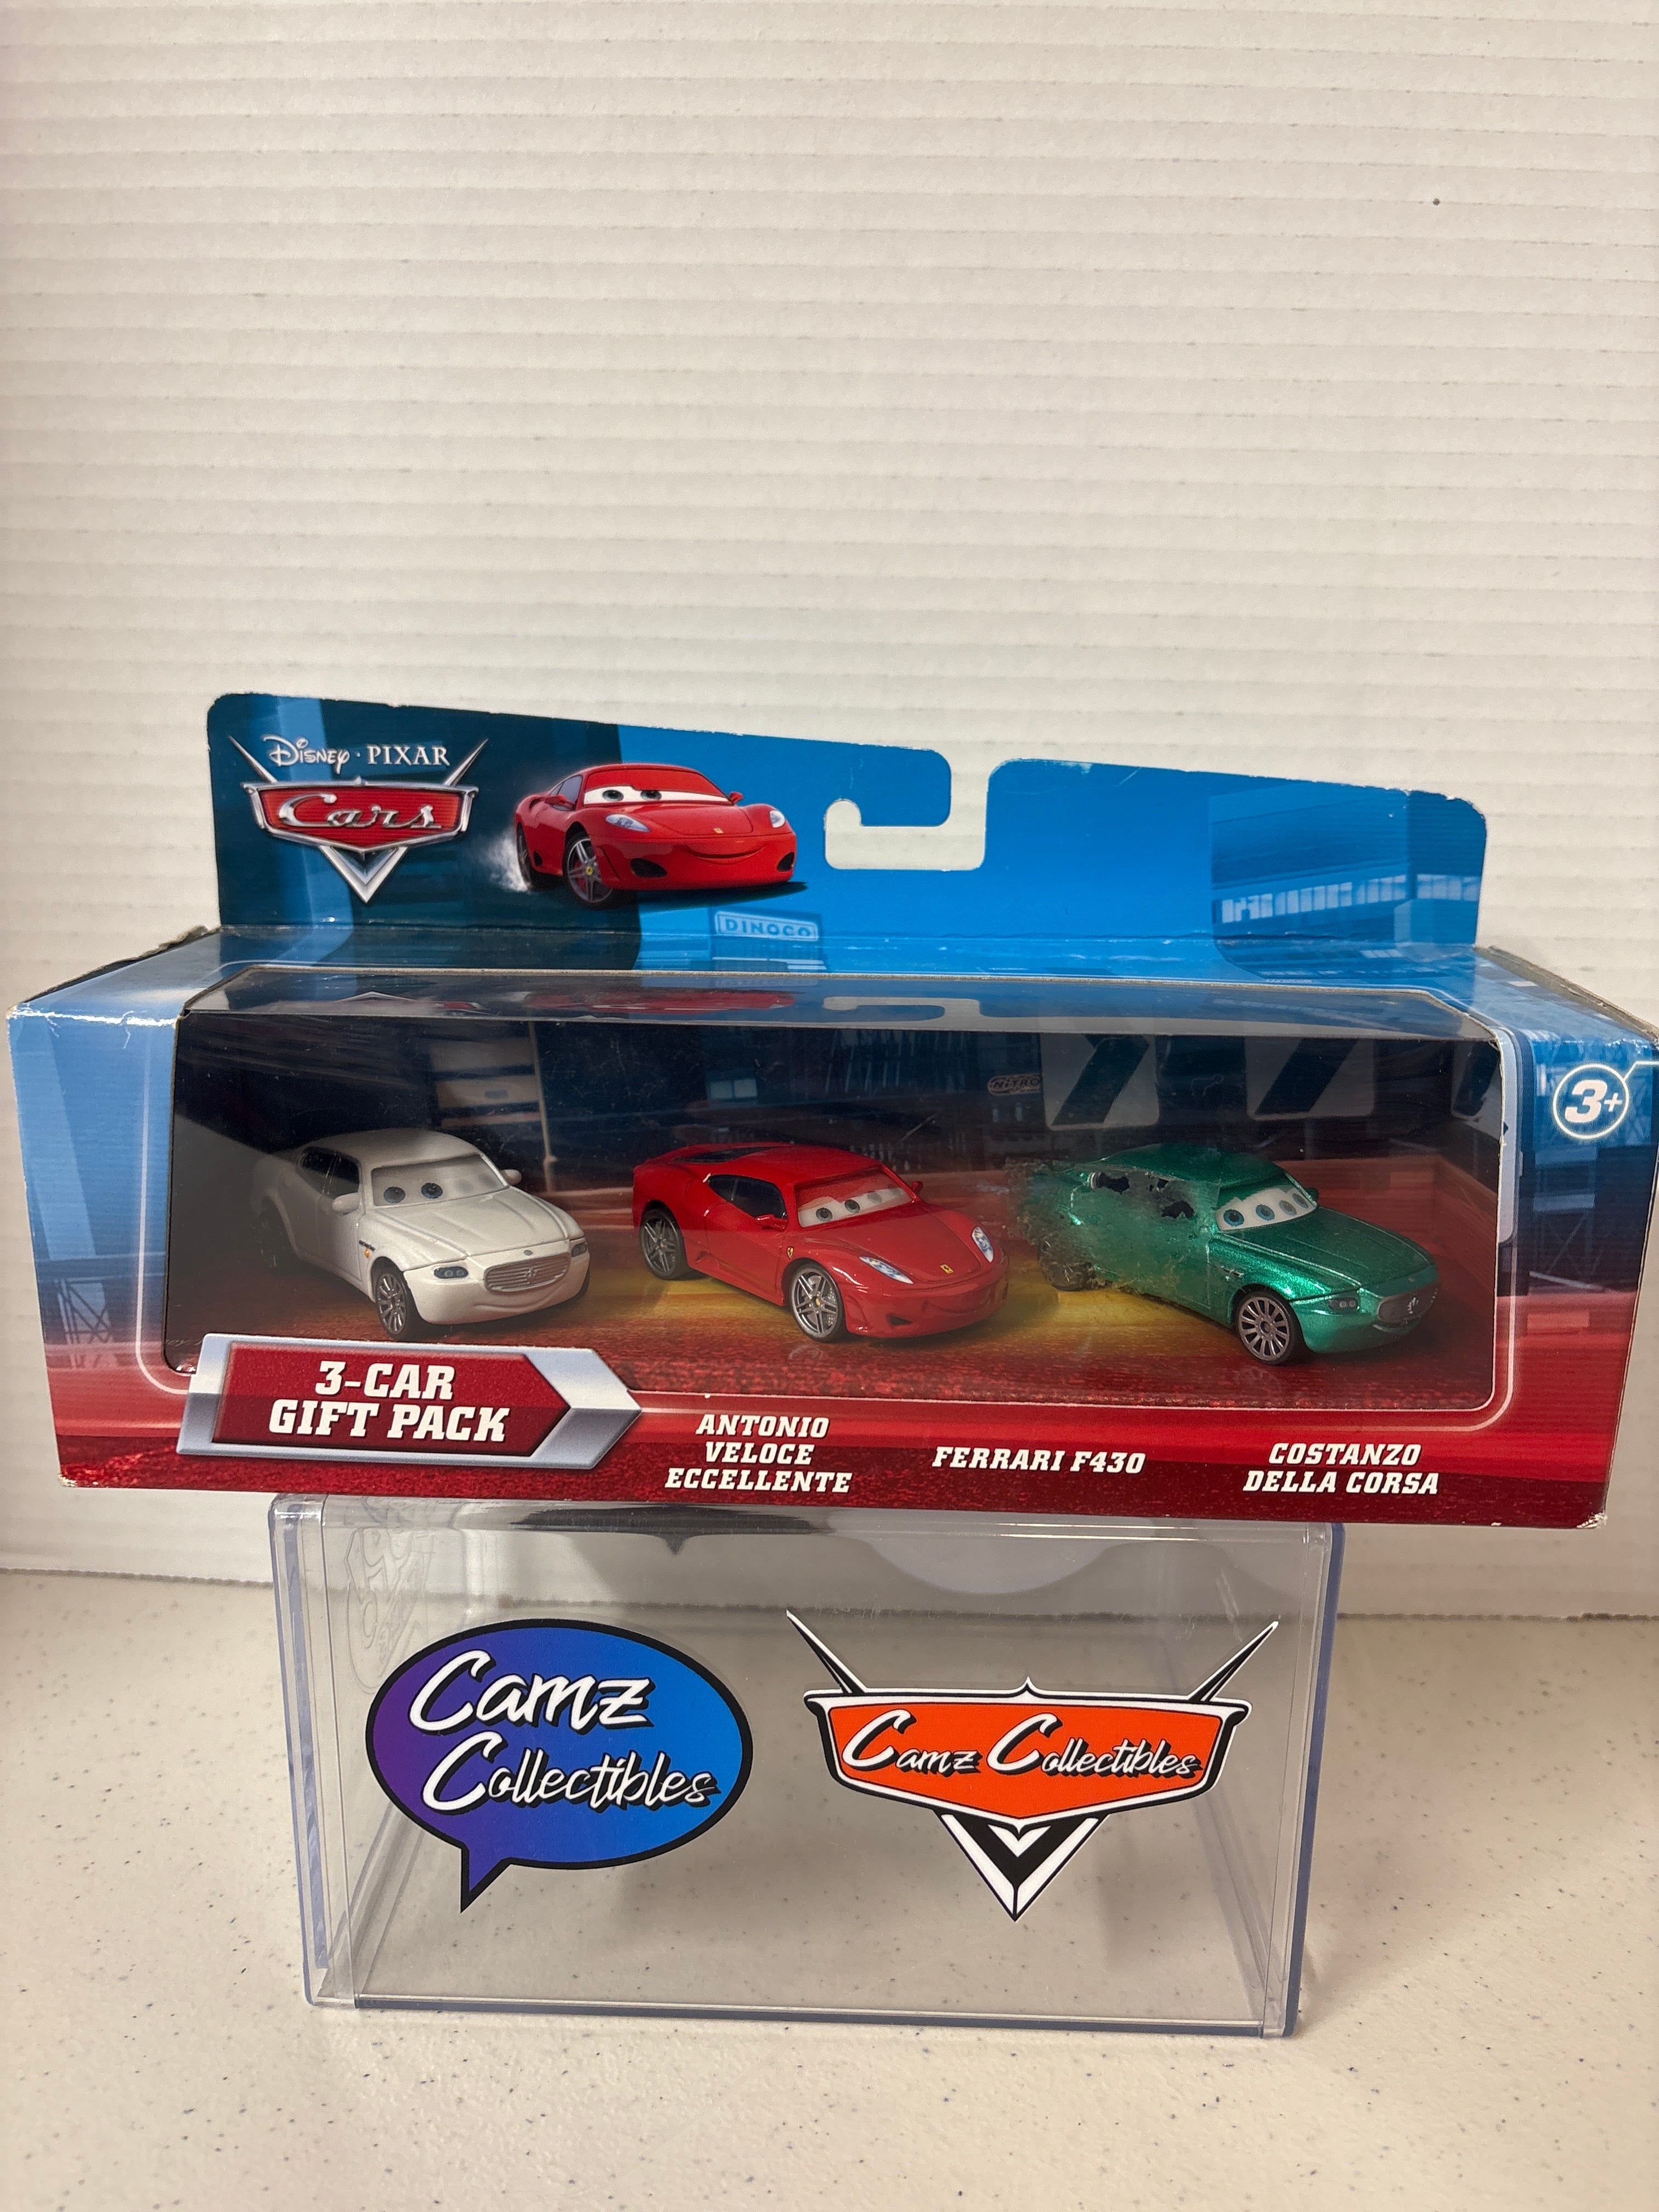 Disney · PIXAR
Cars
DINOCO
NITRO
3+
3-CAR
GIFT PACK
ANTONIO
VELOCE
ECCELLENTE
FERRARI F430
COSTANZO
DELLA CORSA
Camz
Collectibles
Camz Collectibles